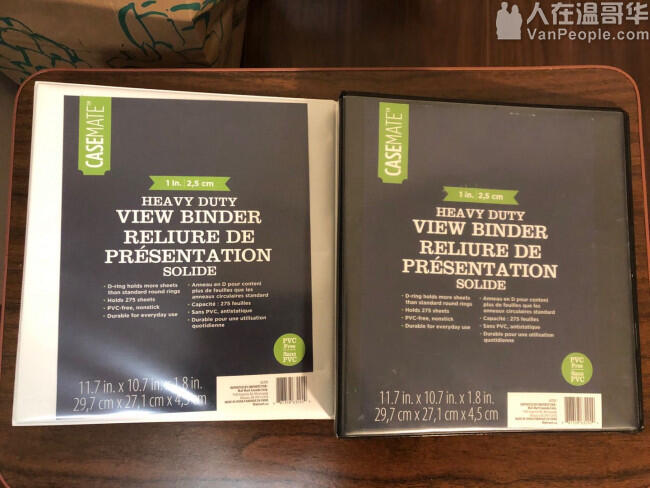 人在温哥华
VanPeople.com
CASEMATE™
1 in. | 2,5 cm
HEAVY DUTY
VIEW BINDER
RELIURE DE
PRÉSENTATION
SOLIDE
• D-ring holds more sheets
than standard round rings
• Holds 275 sheets
• PVC-free, nonstick
• Durable for everyday use
• Anneau en D pour contenir
plus de feuilles que les
anneaux circulaires standard
• Capacité : 275 feuilles
• Sans PVC, antistatique
• Durable pour une utilisation
quotidienne
PVC
Free
Sans
PVC
11.7 in. x 10.7 in. x 1.8 in.
29,7 cm x 27,1 cm x 4,5 cm
CASEMATE™
1 in. | 2,5 cm
HEAVY DUTY
VIEW BINDER
RELIURE DE
PRÉSENTATION
SOLIDE
• D-ring holds more sheets
than standard round rings
• Holds 275 sheets
• PVC-free, nonstick
• Durable for everyday use
• Anneau en D pour contenir
plus de feuilles que les
anneaux circulaires standard
• Capacité : 275 feuilles
• Sans PVC, antistatique
• Durable pour une utilisation
quotidienne
PVC
Free
Sans
PVC
11.7 in. x 10.7 in. x 1.8 in.
29,7 cm x 27,1 cm x 4,5 cm